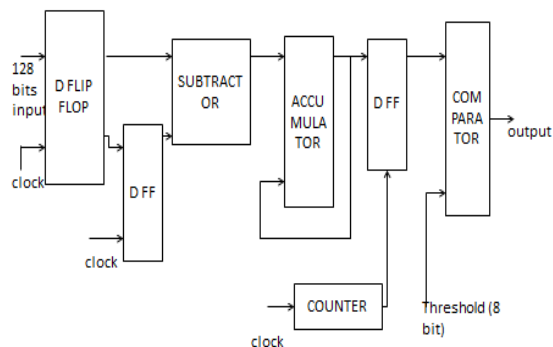 128
bits
input
D FLIP
FLOP
clock
D FF
clock
SUBTRACT
OR
ACCU
MULA
TOR
D FF
COM
PARA
TOR
output
COUNTER
clock
Threshold (8
bit)